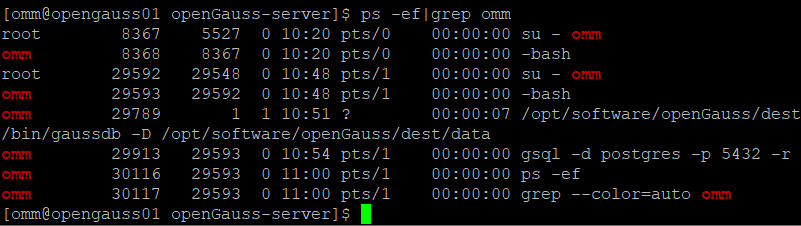 [omm@opengauss01 openGauss-server]$ ps -ef|grep omm
root        8367    5527  0 10:20 pts/0    00:00:00 su - omm
omm         8368    8367  0 10:20 pts/0    00:00:00 -bash
root       29592   29548  0 10:48 pts/1    00:00:00 su - omm
omm        29593   29592  0 10:48 pts/1    00:00:00 -bash
omm        29789       1  1 10:51 ?        00:00:07 /opt/software/openGauss/dest
/bin/gaussdb -D /opt/software/openGauss/dest/data
omm        29913   29593  0 10:54 pts/1    00:00:00 gsql -d postgres -p 5432 -r
omm        30116   29593  0 11:00 pts/1    00:00:00 ps -ef
omm        30117   29593  0 11:00 pts/1    00:00:00 grep --color=auto omm
[omm@opengauss01 openGauss-server]$